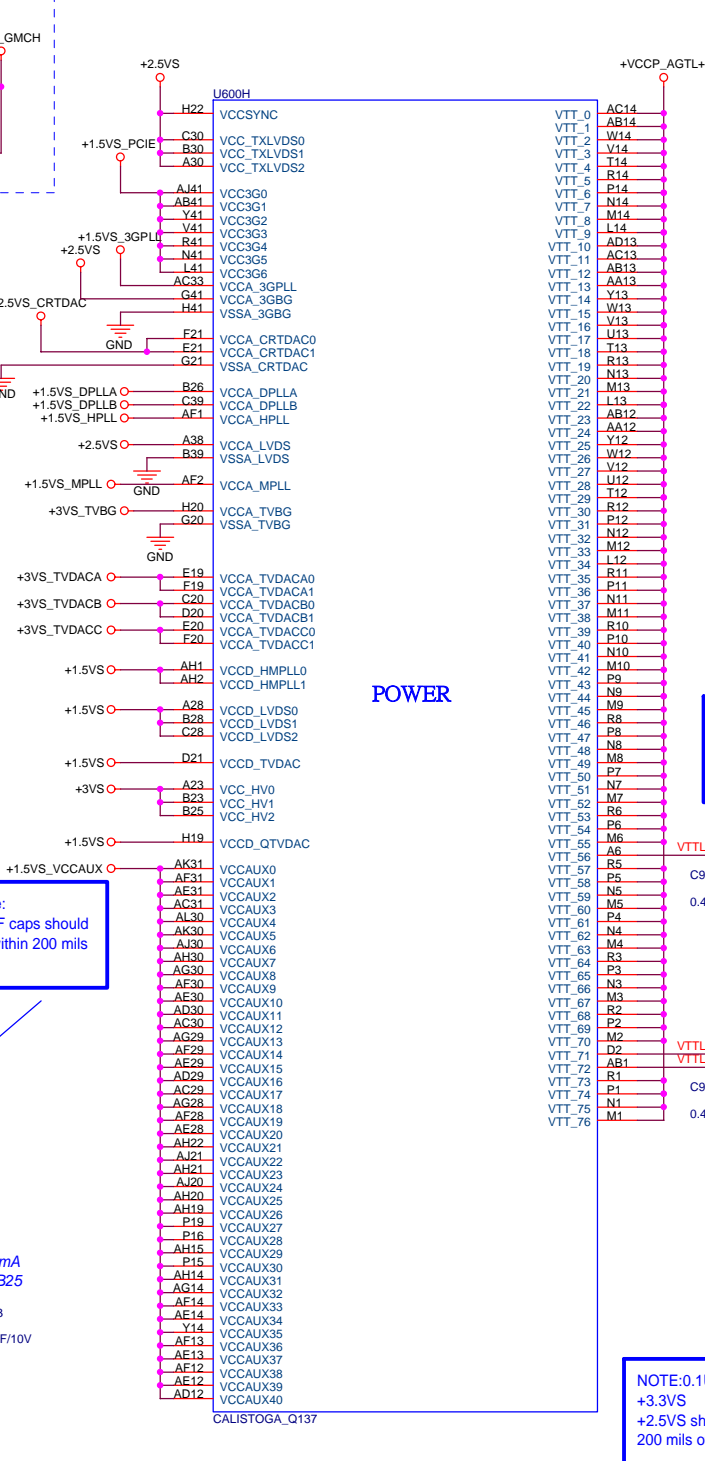 _GMCH
+2.5VS
+VCCP_AGTL+
U600H
H22 VCCSYNC
C30 VCC_TXLVDS0
B30 VCC_TXLVDS1
A30 VCC_TXLVDS2
+1.5VS_PCIE
AJ41 VCC3G0
AB41 VCC3G1
Y41 VCC3G2
V41 VCC3G3
R41 VCC3G4
N41 VCC3G5
L41 VCC3G6
+1.5VS_3GPLL
+2.5VS
AC33 VCCA_3GPLL
G41 VCCA_3GBG
H41 VSSA_3GBG
2.5VS_CRTDAC
GND
F21 VCCA_CRTDAC0
E21 VCCA_CRTDAC1
G21 VSSA_CRTDAC
ND
+1.5VS_DPLLA B26 VCCA_DPLLA
+1.5VS_DPLLB C39 VCCA_DPLLB
+1.5VS_HPLL AF1 VCCA_HPLL
+2.5VS A38 VCCA_LVDS
B39 VSSA_LVDS
+1.5VS_MPLL AF2 VCCA_MPLL
GND
+3VS_TVBG H20 VCCA_TVBG
G20 VSSA_TVBG
GND
+3VS_TVDACA E19 VCCA_TVDACA0
F19 VCCA_TVDACA1
+3VS_TVDACB C20 VCCA_TVDACB0
D20 VCCA_TVDACB1
+3VS_TVDACC E20 VCCA_TVDACC0
F20 VCCA_TVDACC1
+1.5VS AH1 VCCD_HMPLL0
AH2 VCCD_HMPLL1
+1.5VS A28 VCCD_LVDS0
B28 VCCD_LVDS1
C28 VCCD_LVDS2
+1.5VS D21 VCCD_TVDAC
+3VS A23 VCC_HV0
B23 VCC_HV1
B25 VCC_HV2
+1.5VS H19 VCCD_QTVDAC
+1.5VS_VCCAUX AK31 VCCAUX0
AF31 VCCAUX1
AE31 VCCAUX2
AC31 VCCAUX3
AL30 VCCAUX4
AK30 VCCAUX5
AJ30 VCCAUX6
AH30 VCCAUX7
AG30 VCCAUX8
AF30 VCCAUX9
AE30 VCCAUX10
AD30 VCCAUX11
AC30 VCCAUX12
AG29 VCCAUX13
AF29 VCCAUX14
AE29 VCCAUX15
AD29 VCCAUX16
AC29 VCCAUX17
AG28 VCCAUX18
AF28 VCCAUX19
AE28 VCCAUX20
AH22 VCCAUX21
AJ21 VCCAUX22
AH21 VCCAUX23
AJ20 VCCAUX24
AH20 VCCAUX25
AH19 VCCAUX26
P19 VCCAUX27
P16 VCCAUX28
AH15 VCCAUX29
P15 VCCAUX30
AH14 VCCAUX31
AG14 VCCAUX32
AF14 VCCAUX33
AE14 VCCAUX34
Y14 VCCAUX35
AF13 VCCAUX36
AE13 VCCAUX37
AF12 VCCAUX38
AE12 VCCAUX39
AD12 VCCAUX40
CALISTOGA_Q137
POWER
VTT_0 AC14
VTT_1 AB14
VTT_2 W14
VTT_3 V14
VTT_4 T14
VTT_5 R14
VTT_6 P14
VTT_7 N14
VTT_8 M14
VTT_9 L14
VTT_10 AD13
VTT_11 AC13
VTT_12 AB13
VTT_13 AA13
VTT_14 Y13
VTT_15 W13
VTT_16 V13
VTT_17 U13
VTT_18 T13
VTT_19 R13
VTT_20 N13
VTT_21 M13
VTT_22 L13
VTT_23 AB12
VTT_24 AA12
VTT_25 Y12
VTT_26 W12
VTT_27 V12
VTT_28 U12
VTT_29 T12
VTT_30 R12
VTT_31 P12
VTT_32 N12
VTT_33 M12
VTT_34 L12
VTT_35 R11
VTT_36 P11
VTT_37 N11
VTT_38 M11
VTT_39 R10
VTT_40 P10
VTT_41 N10
VTT_42 M10
VTT_43 P9
VTT_44 N9
VTT_45 M9
VTT_46 R8
VTT_47 P8
VTT_48 N8
VTT_49 M8
VTT_50 P7
VTT_51 N7
VTT_52 M7
VTT_53 R6
VTT_54 P6
VTT_55 M6
VTT_56 A6
VTT_57 R5
VTT_58 P5
VTT_59 N5
VTT_60 M5
VTT_61 P4
VTT_62 N4
VTT_63 M4
VTT_64 R3
VTT_65 P3
VTT_66 N3
VTT_67 M3
VTT_68 R2
VTT_69 P2
VTT_70 M2
VTT_71 D2
VTT_72 AB1
VTT_73 R1
VTT_74 P1
VTT_75 N1
VTT_76 M1
VTTL
C9
0.4
VTTL
VTTL
C9
0.4
e:
F caps should
ithin 200 mils
mA
B25
F/10V
NOTE:0.1U
+3.3VS
+2.5VS sh
200 mils o